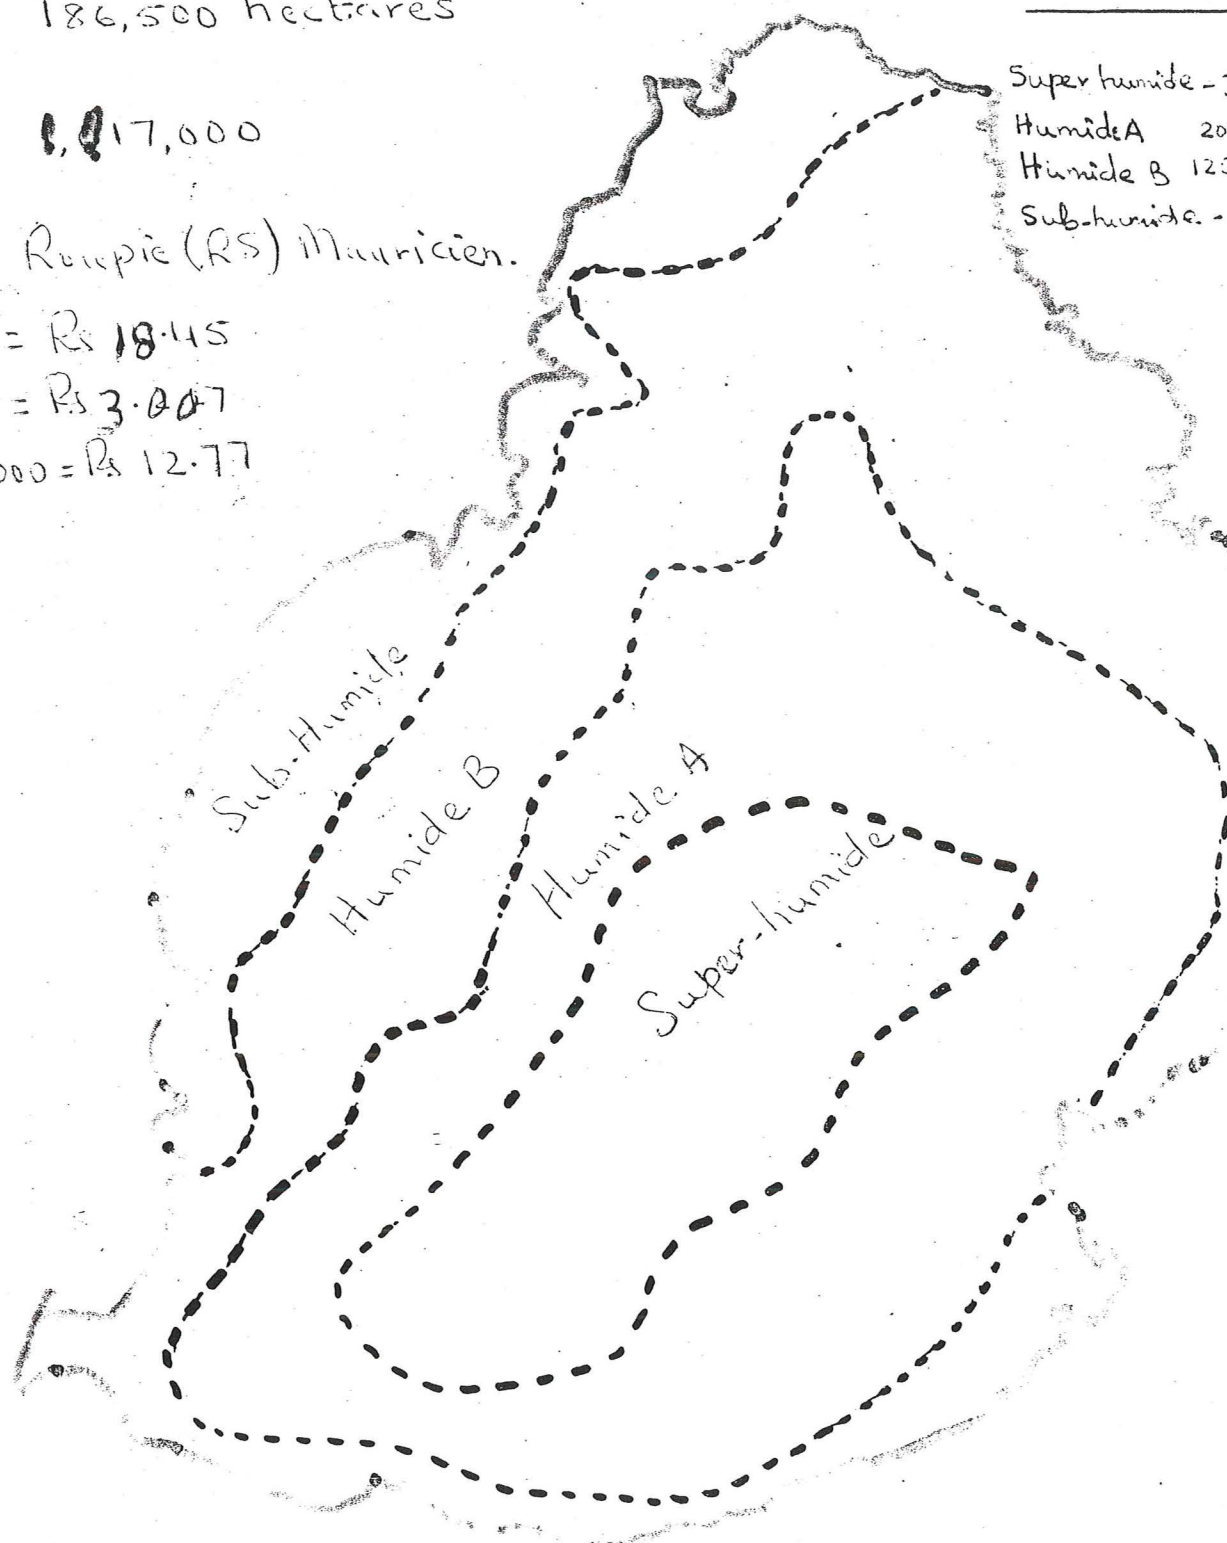 186,500 hectares
17,000
Roupie (RS) Mauricien.
= Rs 18.45
= Rs 3.007
000 = Rs 12.77
Super humide -
Humide A 20
Humide B 12
Sub-humide. -
Sub-Humide
Humide B
Humide A
Super-humide